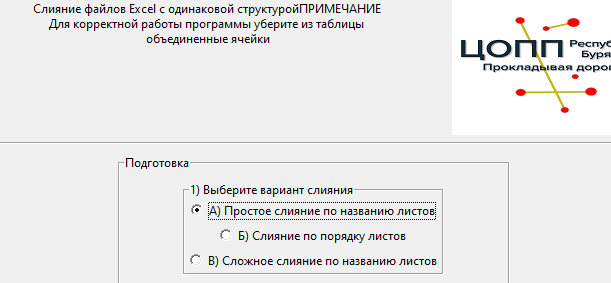 Слияние файлов Excel с одинаковой структуройПРИМЕЧАНИЕ
Для корректной работы программы уберите из таблицы
объединенные ячейки
ЦОПП
Респуб
Буря
Прокладывая доро
Подготовка
1) Выберите вариант слияния
А) Простое слияние по названию листов
Б) Слияние по порядку листов
В) Сложное слияние по названию листов